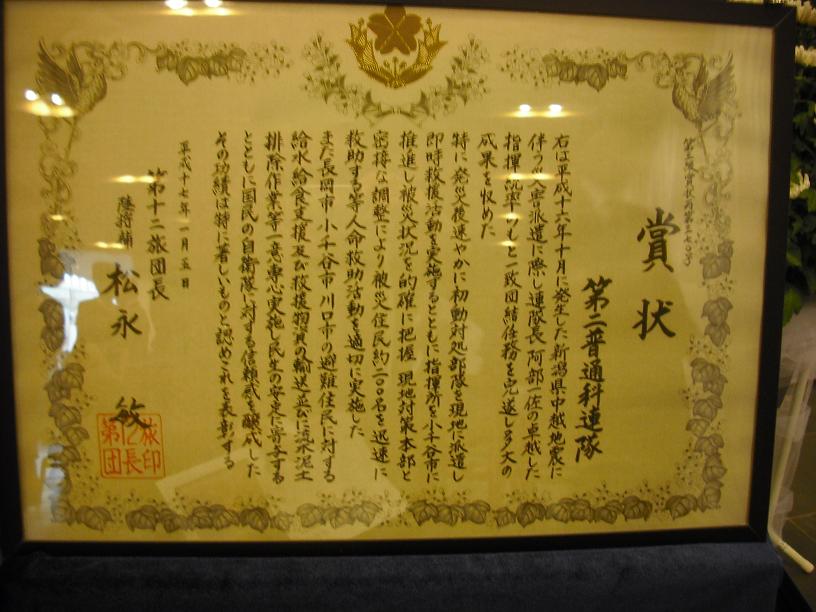 賞状
第二普通科連隊
右は平成十六年十月に発生した新潟県中越地震に
伴う災害派遣に際し連隊長 阿部一佐の卓越した
指揮統率のもと一致団結任務を完遂し多大の
成果を収めた
特に発災後速やかに初動対処部隊を現地に派遣し
即時救援活動を実施するとともに指揮所を小千谷市に
推進し被災状況を的確に把握 現地対策本部と
密接な調整により被災住民約二〇〇名を迅速に
救助する等人命救助活動を適切に実施した
また長岡市 小千谷市 川口市の避難住民に対する
給水給食支援及び救援物資の輸送並びに流木泥土
排除作業等一意専心実施し民生の安定に寄与する
とともに国民の自衛隊に対する信頼感を醸成した
その功績は特に著しいものと認めこれを表彰する
平成十七年一月五日
第十二旅団長
陸将補 松永 敏
旅団長印